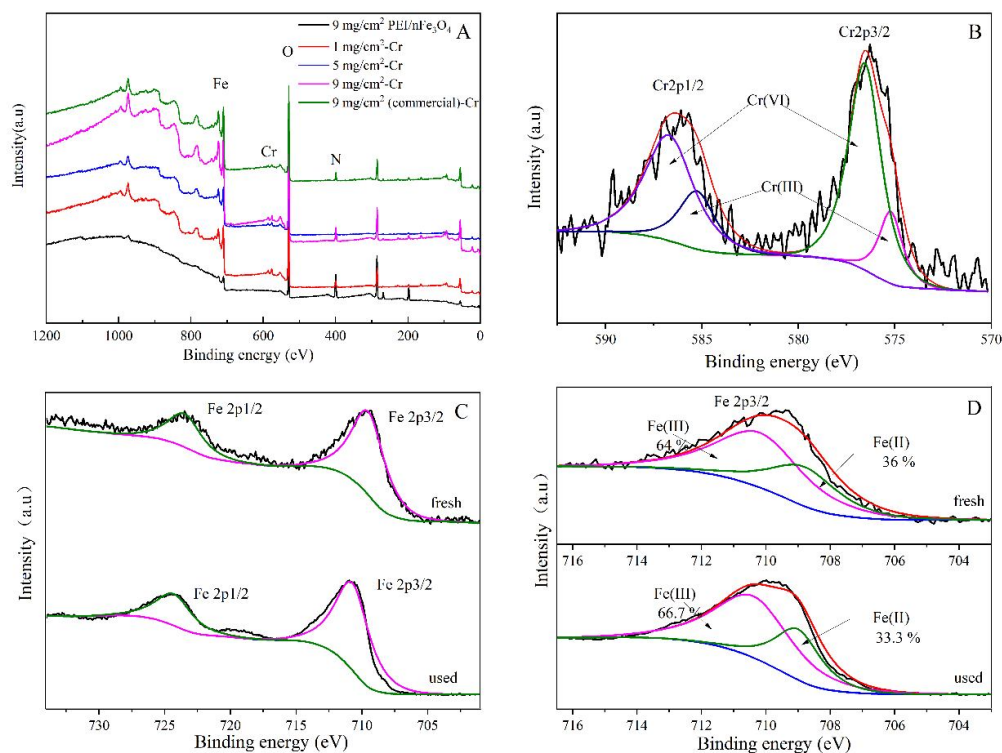 A
9 mg/cm² PEI/nFe₃O₄
1 mg/cm²-Cr
5 mg/cm²-Cr
9 mg/cm²-Cr
9 mg/cm² (commercial)-Cr
O
Fe
Cr
N
Intensity(a.u)
1200 1000 800 600 400 200 0
Binding energy (eV)
B
Cr2p3/2
Cr2p1/2
Cr(VI)
Cr(III)
Intensity (a.u)
590 585 580 575 570
Binding energy (eV)
C
Fe 2p1/2
Fe 2p3/2
fresh
Fe 2p1/2
Fe 2p3/2
used
Intensity (a.u)
730 725 720 715 710 705
Binding energy (eV)
D
Fe 2p3/2
Fe(III)
64 %
Fe(II)
36 %
fresh
716 714 712 710 708 706 704
Fe(III)
66.7 %
Fe(II)
33.3 %
used
Intensity (a.u)
716 714 712 710 708 706 704
Binding energy (eV)